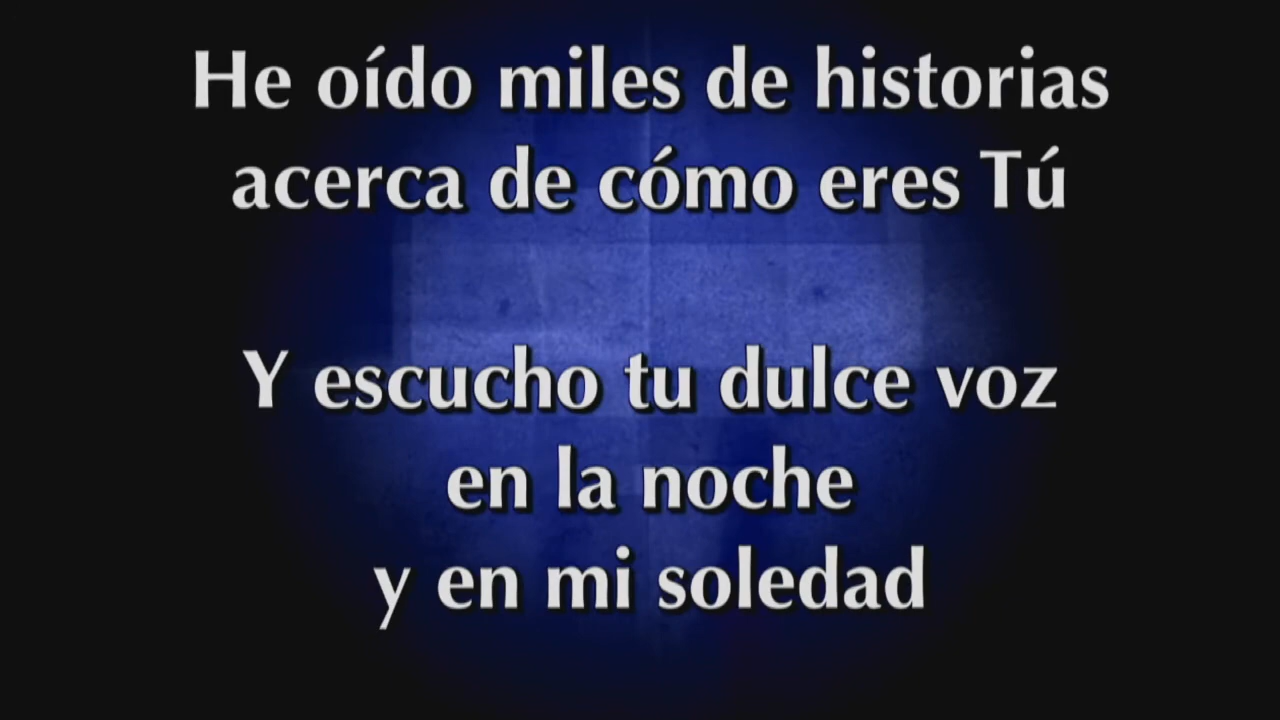 He oído miles de historias
acerca de cómo eres Tú
Y escucho tu dulce voz
en la noche
y en mi soledad